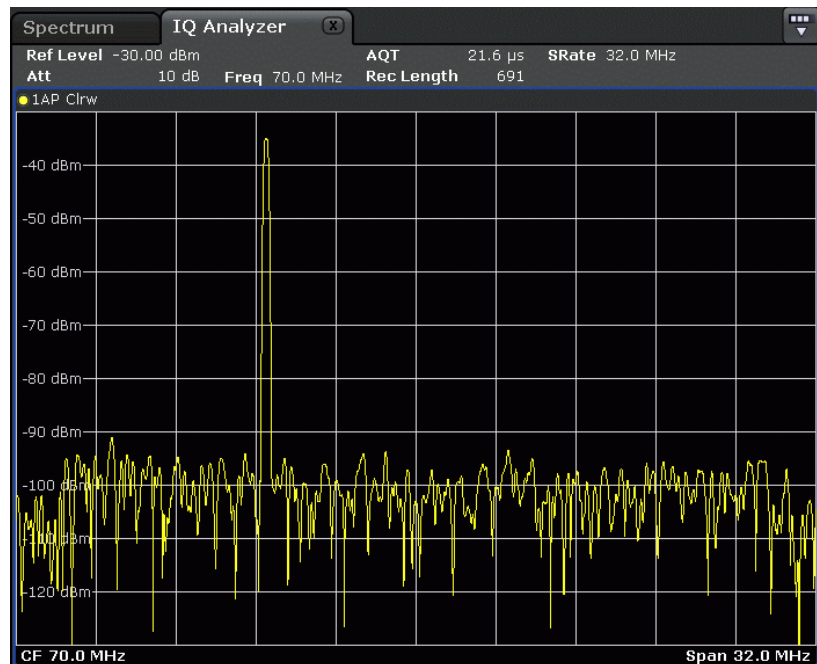 Spectrum IQ Analyzer X
Ref Level -30.00 dBm AQT 21.6 µs SRate 32.0 MHz
Att 10 dB Freq 70.0 MHz Rec Length 691
1AP Clrw
-40 dBm
-50 dBm
-60 dBm
-70 dBm
-80 dBm
-90 dBm
-100 dBm
-110 dBm
-120 dBm
CF 70.0 MHz Span 32.0 MHz